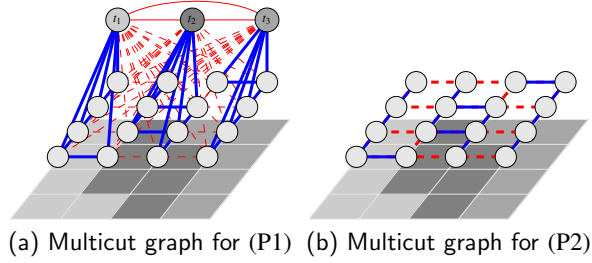 t₁ t₂ t₃
(a) Multicut graph for (P1) (b) Multicut graph for (P2)